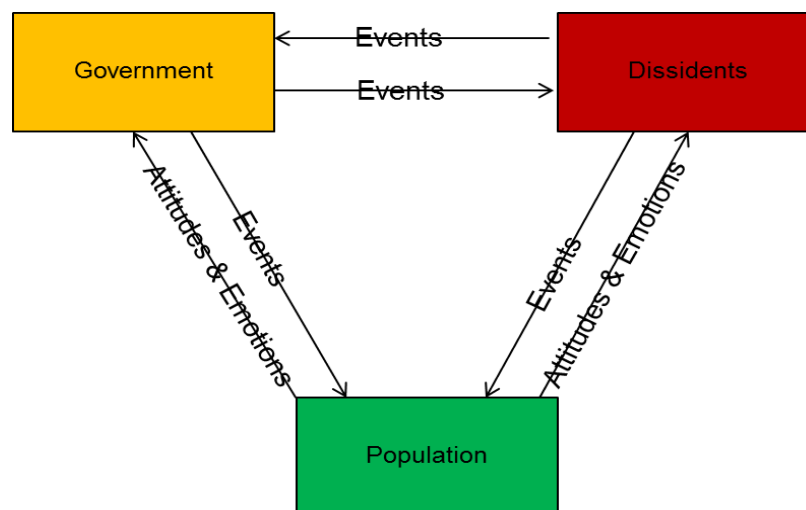 Events
Government
Dissidents
Events
Attitudes & Emotions
Events
Events
Attitudes & Emotions
Population